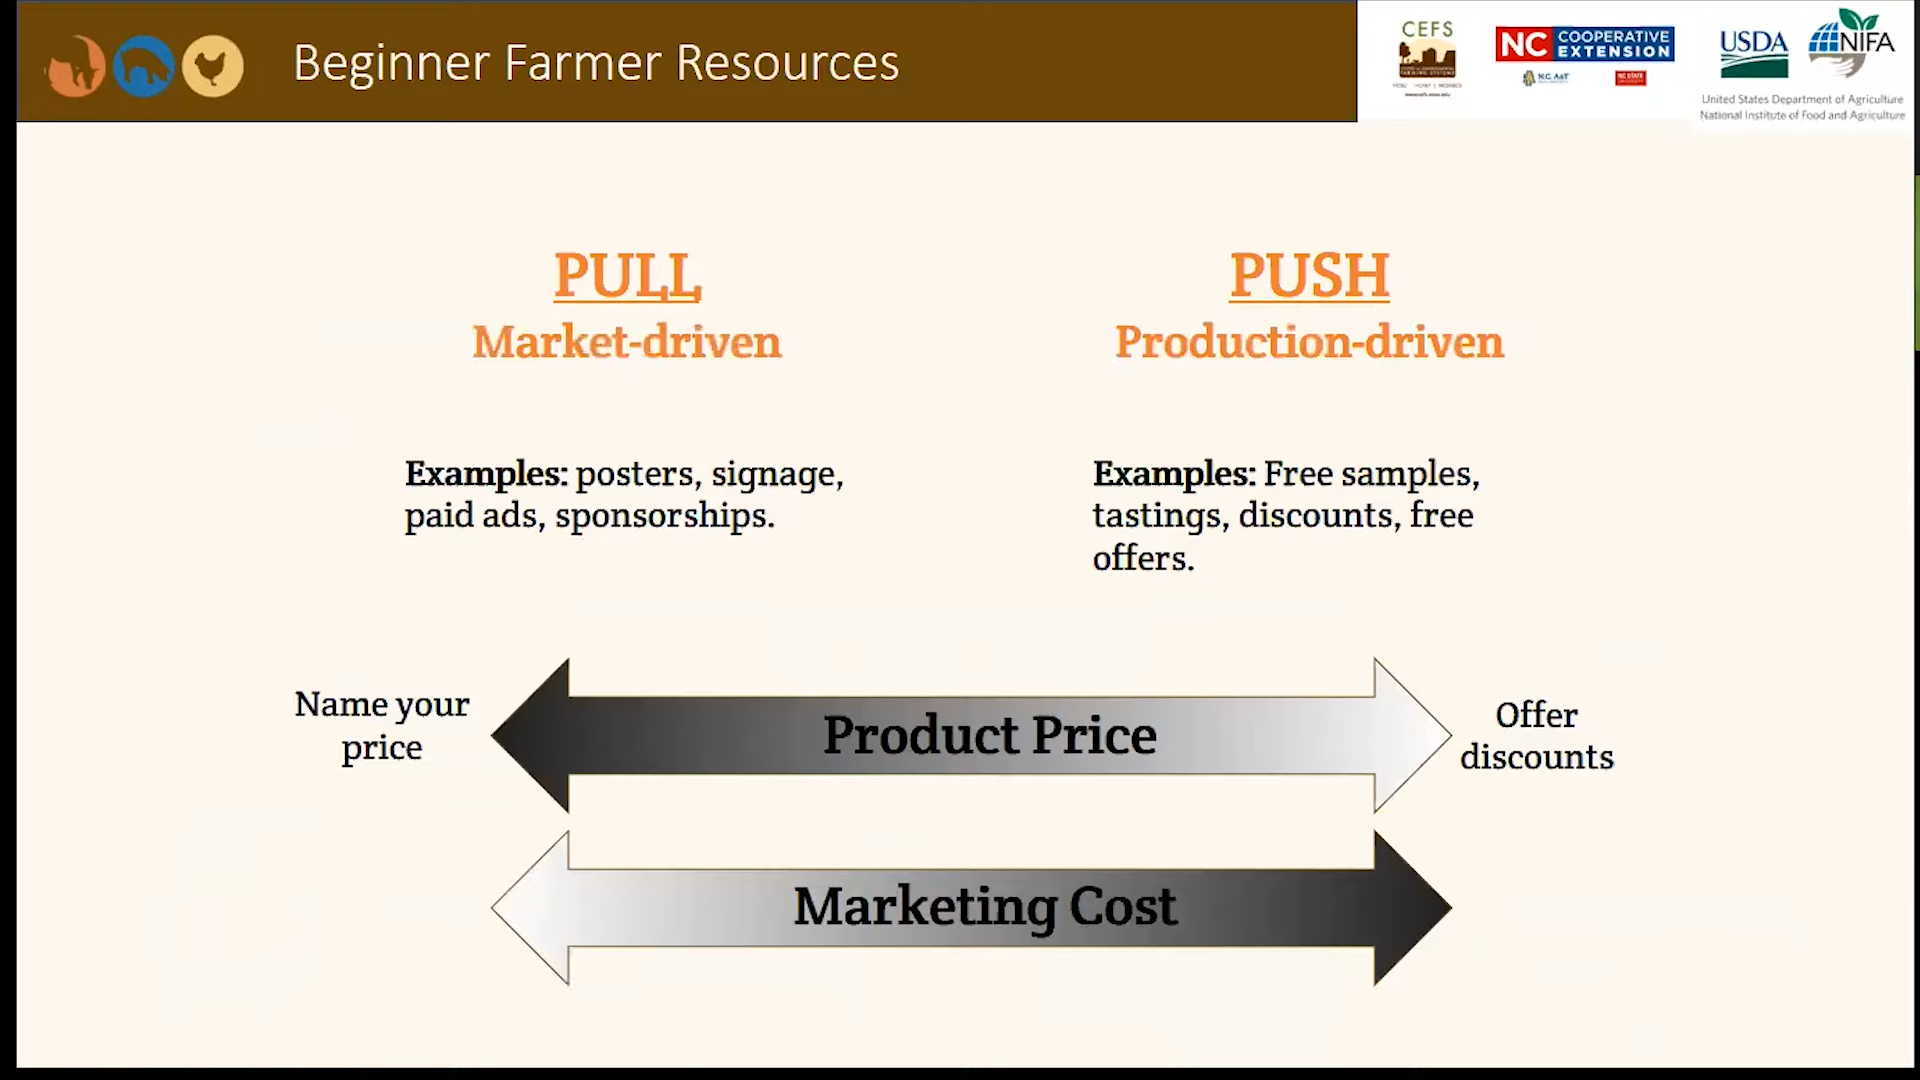 Beginner Farmer Resources
CEFS
NC COOPERATIVE
EXTENSION
N.C. A&T
NC STATE
USDA
NIFA
United States Department of Agriculture
National Institute of Food and Agriculture
PULL
Market-driven
PUSH
Production-driven
Examples: posters, signage,
paid ads, sponsorships.
Examples: Free samples,
tastings, discounts, free
offers.
Name your
price
Product Price
Offer
discounts
Marketing Cost